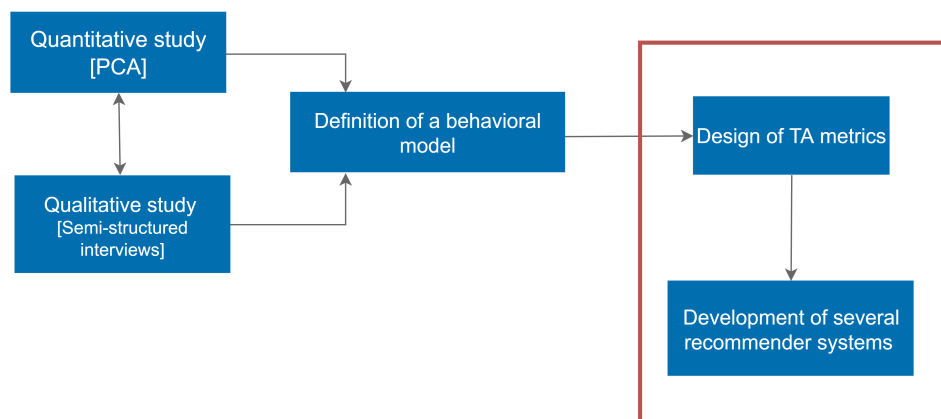 Quantitative study
[PCA]
Definition of a behavioral
model
Design of TA metrics
Qualitative study
[Semi-structured
interviews]
Development of several
recommender systems